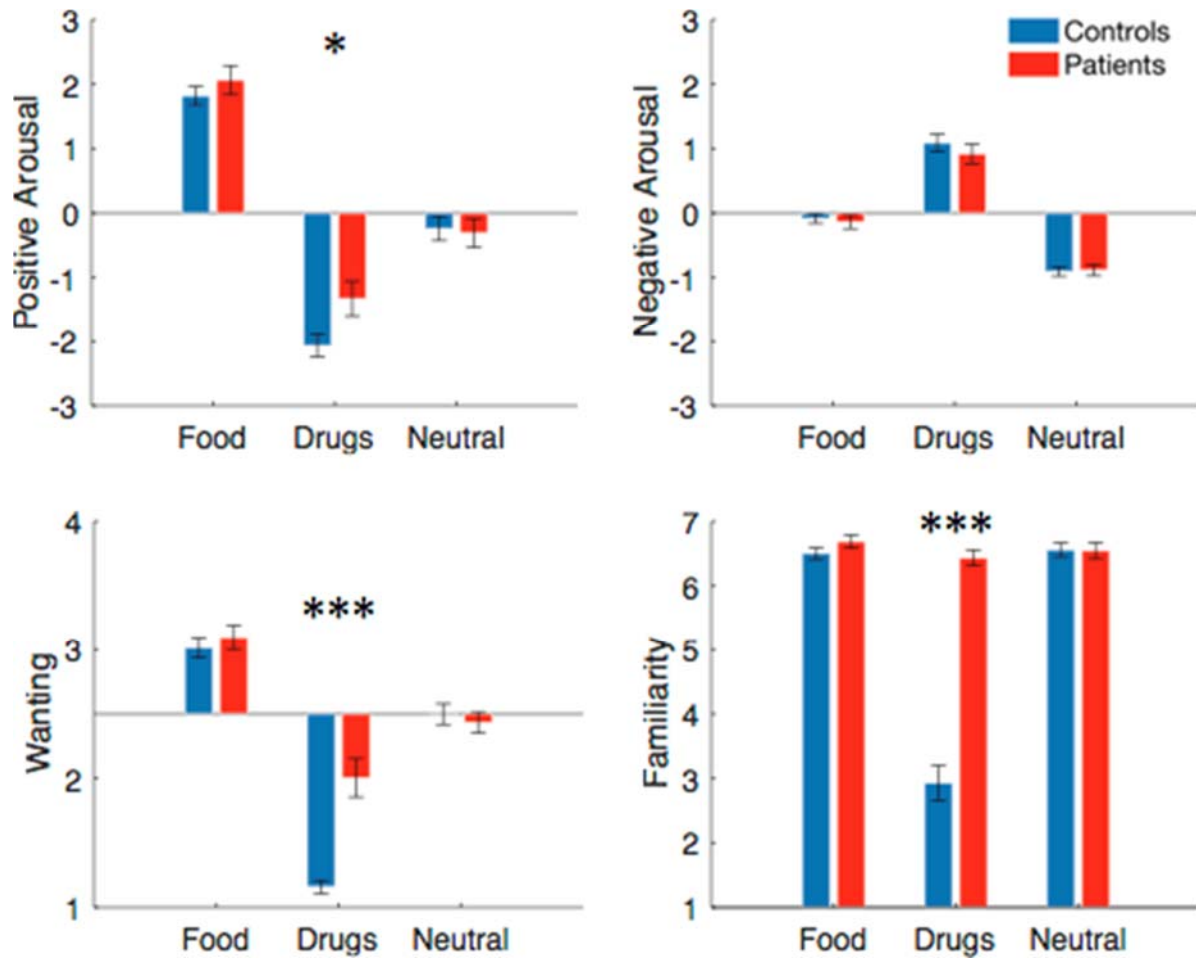 Positive Arousal
3
2
1
0
-1
-2
-3
*
Food Drugs Neutral
Negative Arousal
3
2
1
0
-1
-2
-3
Controls
Patients
Food Drugs Neutral
Wanting
4
3
2
1
***
Food Drugs Neutral
Familiarity
7
6
5
4
3
2
1
***
Food Drugs Neutral